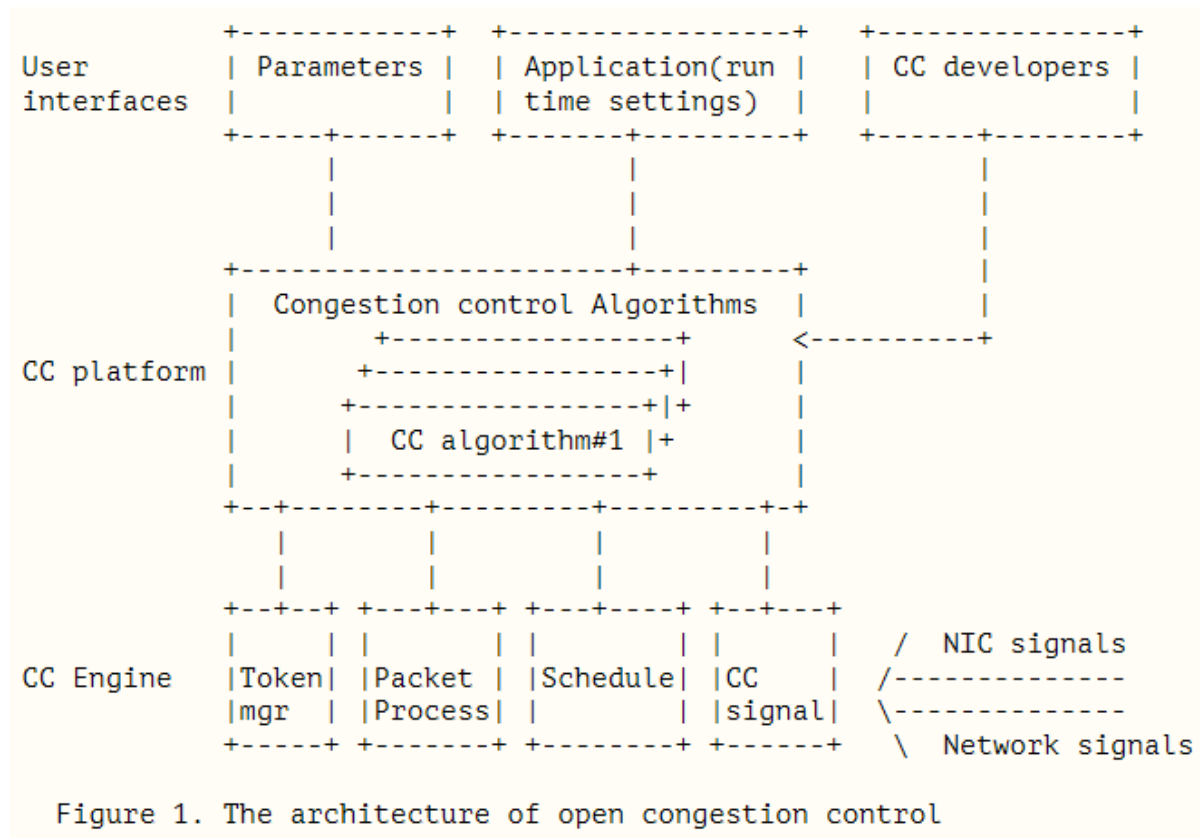 User interfaces
Parameters
Application(run time settings)
CC developers
CC platform
Congestion control Algorithms
CC algorithm#1
CC Engine
Token mgr
Packet Process
Schedule
CC signal
NIC signals
Network signals
Figure 1. The architecture of open congestion control